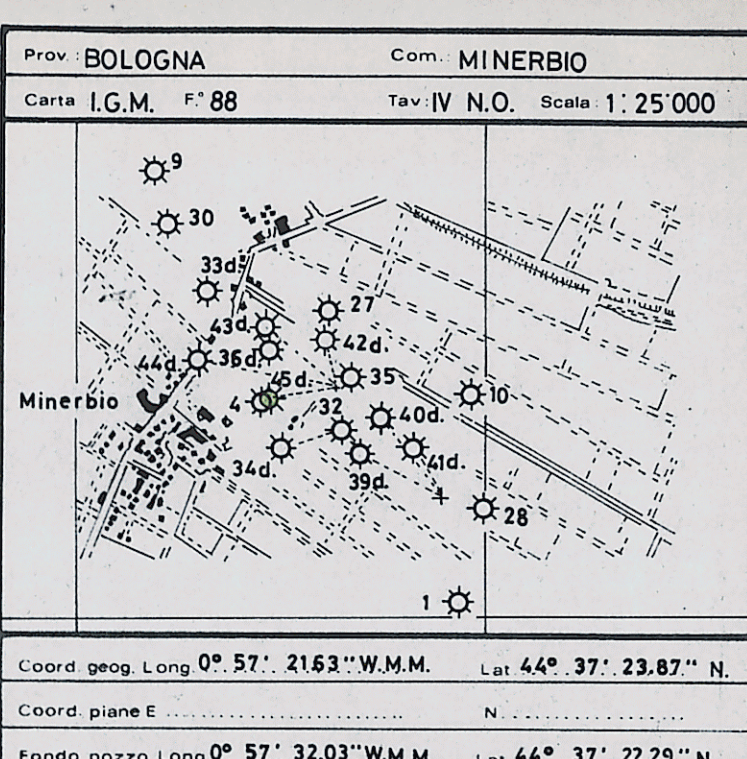 Prov. : BOLOGNA Com. : MINERBIO
Carta I.G.M. F.° 88 Tav : IV N.O. Scala : 1 : 25'000
9
30
33d.
27
43d.
42d.
44d. 36d.
45d. 35
Minerbio 4 32 10
40d.
34d. 41d.
39d.
28
1
Coord. geog. Long. 0° 57' 21.63" W.M.M. Lat. 44° 37' 23.87" N.
Coord. piane E ........................ N ..................
Fondo pozzo Long 0° 57' 32.03" W.M.M. Lat. 44° 37' 22.29" N.